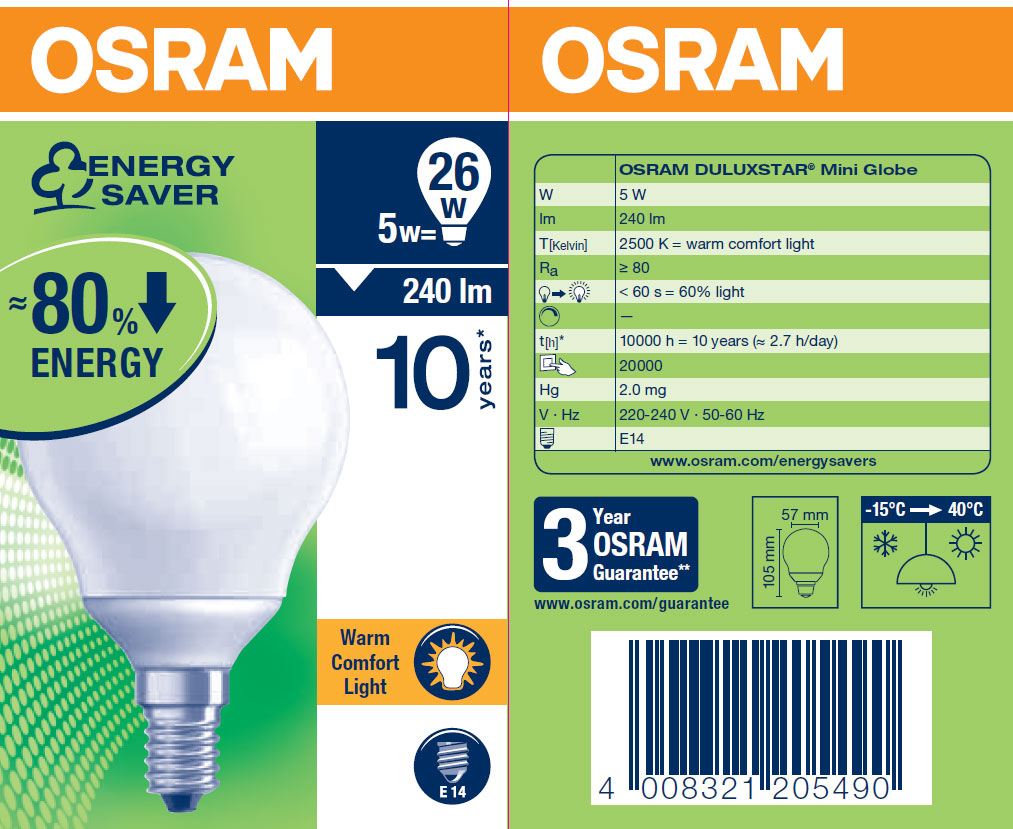 OSRAM
ENERGY
SAVER
≈80%
ENERGY
26
W
5W=
240 lm
10 years*
Warm
Comfort
Light
E 14
OSRAM
OSRAM DULUXSTAR® Mini Globe
W 5 W
lm 240 lm
T[Kelvin] 2500 K = warm comfort light
Ra ≥ 80
< 60 s = 60% light
—
t[h]* 10000 h = 10 years (≈ 2.7 h/day)
20000
Hg 2.0 mg
V · Hz 220-240 V · 50-60 Hz
E14
www.osram.com/energysavers
3 Year
OSRAM
Guarantee**
www.osram.com/guarantee
57 mm
105 mm
-15°C 40°C
4 008321 205490